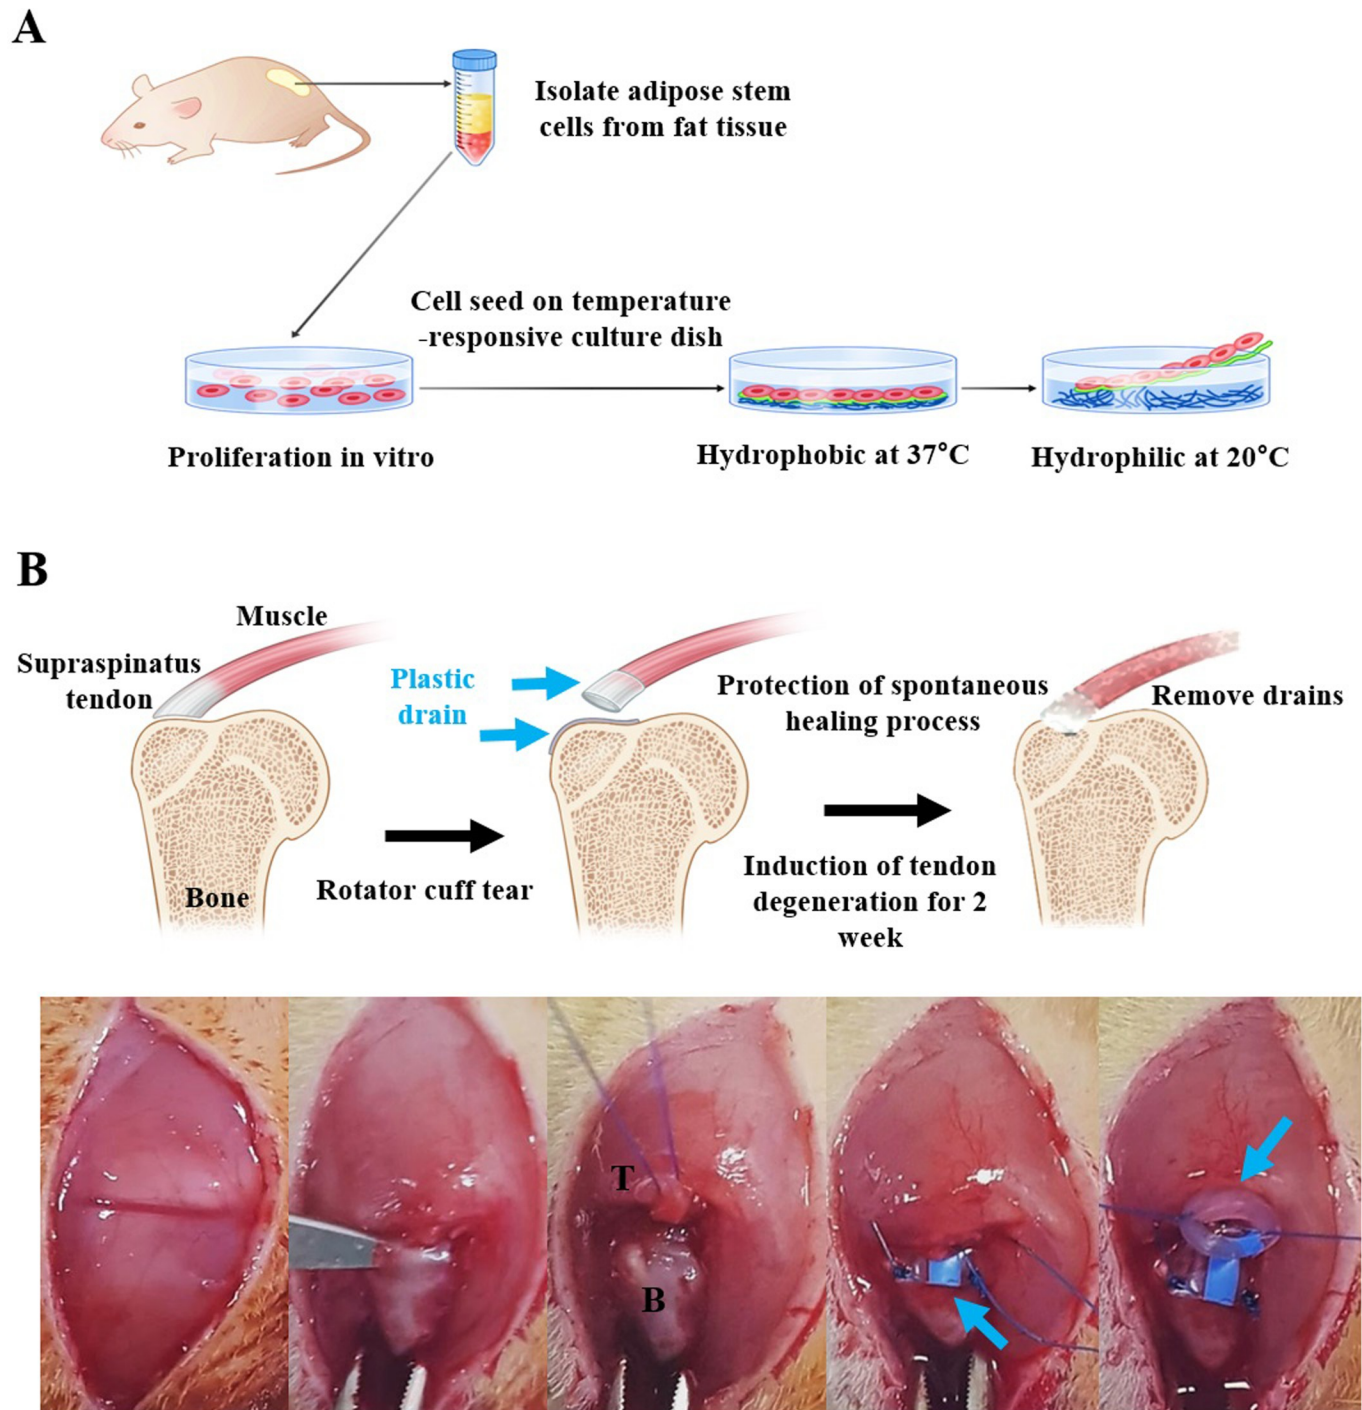 A
Isolate adipose stem
cells from fat tissue
Cell seed on temperature
-responsive culture dish
Proliferation in vitro
Hydrophobic at 37°C
Hydrophilic at 20°C
B
Muscle
Supraspinatus
tendon
Plastic
drain
Protection of spontaneous
healing process
Remove drains
Bone
Rotator cuff tear
Induction of tendon
degeneration for 2
week
T
B